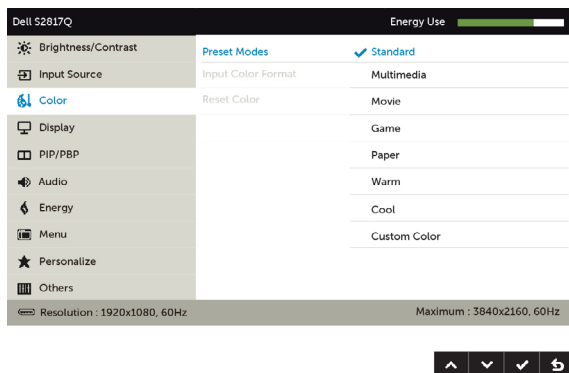 Dell S2817Q Energy Use
Brightness/Contrast Preset Modes Standard
Input Source Input Color Format Multimedia
Color Reset Color Movie
Display Game
PIP/PBP Paper
Audio Warm
Energy Cool
Menu Custom Color
Personalize
Others
Resolution : 1920x1080, 60Hz Maximum : 3840x2160, 60Hz